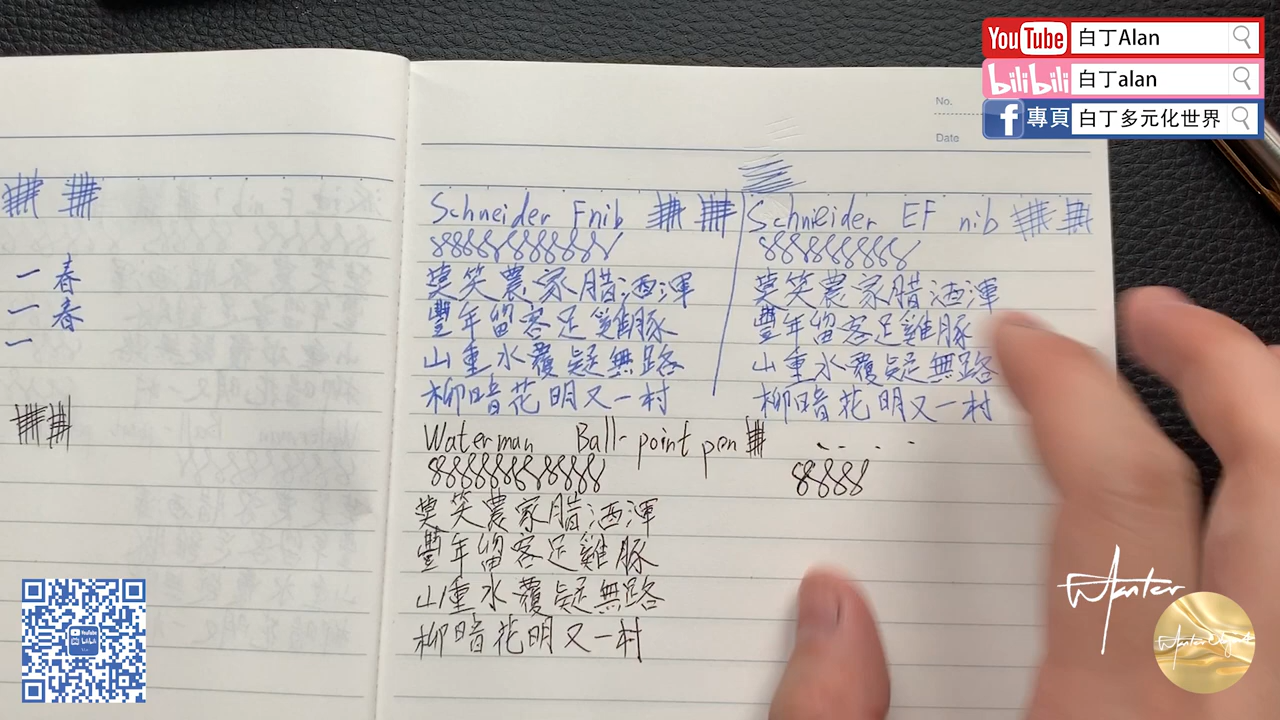 YouTube 白丁Alan
bilibili 白丁alan
f 專頁 白丁多元化世界
No.
Date
一春
一春
一
Schneider F nib
Schneider EF nib
888888888888
888888888
莫笑農家腊酒渾
豐年留客足雞豚
山重水覆疑無路
柳暗花明又一村
莫笑農家腊酒渾
豐年留客足雞豚
山重水覆疑無路
柳暗花明又一村
Waterman Ball-point pen
88888888888
8888
莫笑農家腊酒渾
豐年留客足雞豚
山重水覆疑無路
柳暗花明又一村